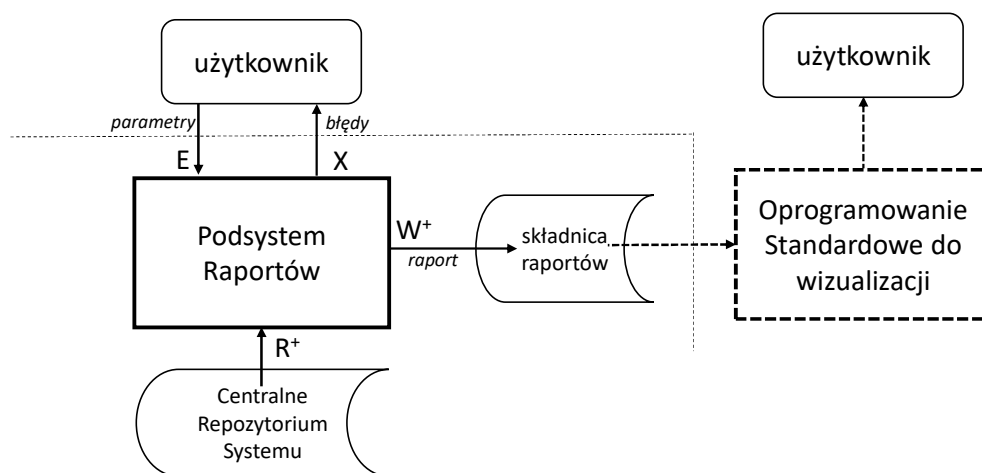 użytkownik
użytkownik
parametry
błędy
E
X
Podsystem
Raportów
W+
raport
składnica
raportów
Oprogramowanie
Standardowe do
wizualizacji
R+
Centralne
Repozytorium
Systemu